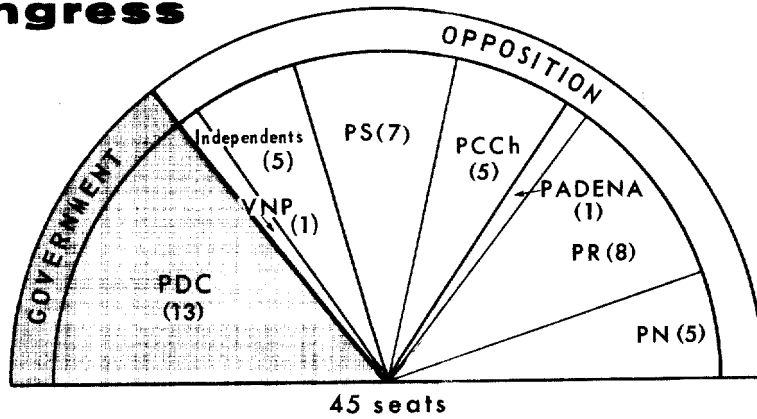 ngress
OPPOSITION
GOVERNMENT
PDC
(13)
VNP
(1)
Independents
(5)
PS(7)
PCCh
(5)
PADENA
(1)
PR(8)
PN(5)
45 seats